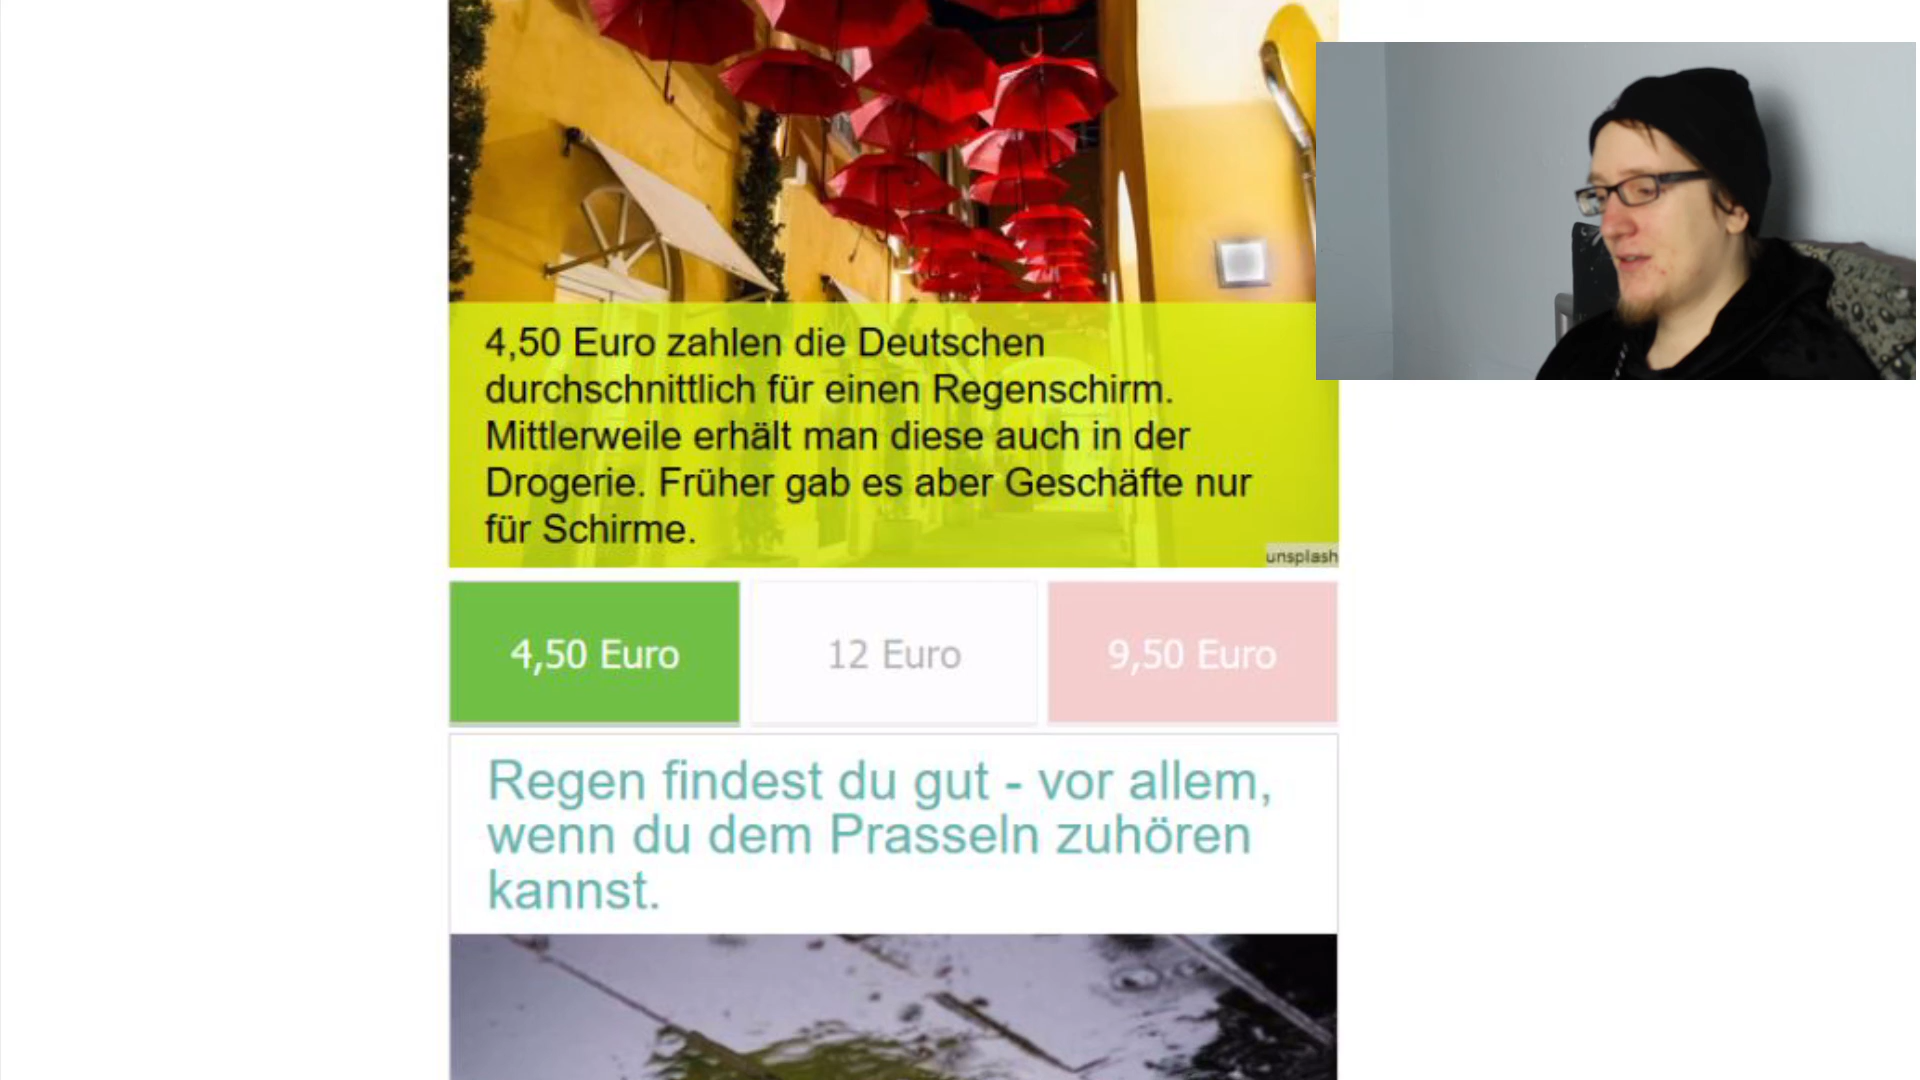 4,50 Euro zahlen die Deutschen
durchschnittlich für einen Regenschirm.
Mittlerweile erhält man diese auch in der
Drogerie. Früher gab es aber Geschäfte nur
für Schirme.
unsplash
4,50 Euro
12 Euro
9,50 Euro
Regen findest du gut - vor allem,
wenn du dem Prasseln zuhören
kannst.